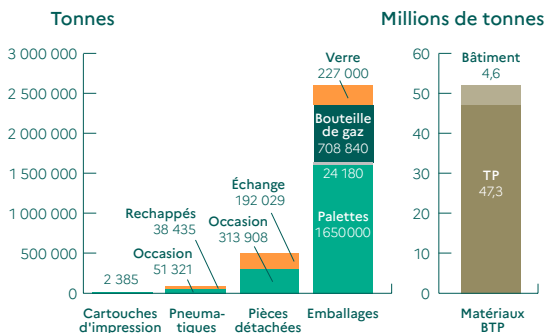 Tonnes
3 000 000
2 500 000
2 000 000
1 500 000
1 000 000
500 000
0
2 385
Occasion
51 321
Rechappés
38 435
Occasion
313 908
Échange
192 029
Verre
227 000
Bouteille
de gaz
708 840
24 180
Palettes
1 650 000
Cartouches
d'impression
Pneuma-
tiques
Pièces
détachées
Emballages
Millions de tonnes
60
50
40
30
20
10
0
Bâtiment
4,6
TP
47,3
Matériaux
BTP